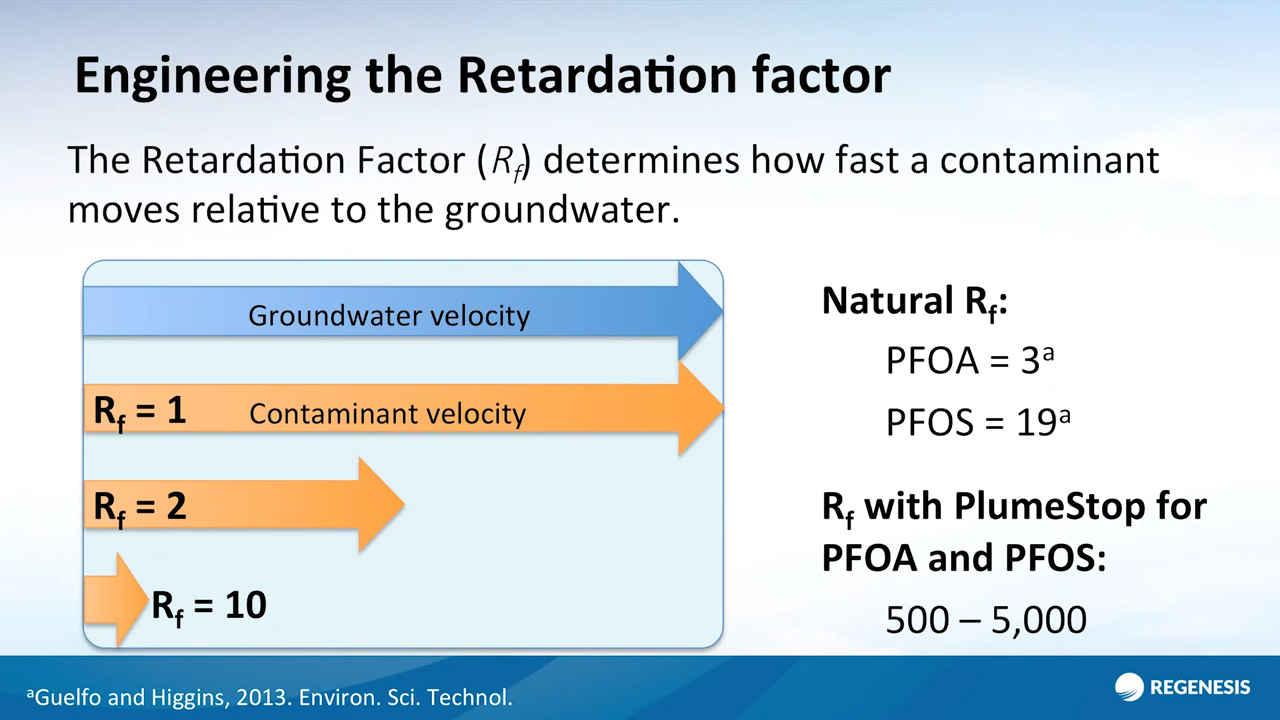 Engineering the Retardation factor
The Retardation Factor (Rf) determines how fast a contaminant
moves relative to the groundwater.
Groundwater velocity
Rf = 1 Contaminant velocity
Rf = 2
Rf = 10
Natural Rf:
PFOA = 3ᵃ
PFOS = 19ᵃ
Rf with PlumeStop for
PFOA and PFOS:
500 – 5,000
ᵃGuelfo and Higgins, 2013. Environ. Sci. Technol.
REGENESIS